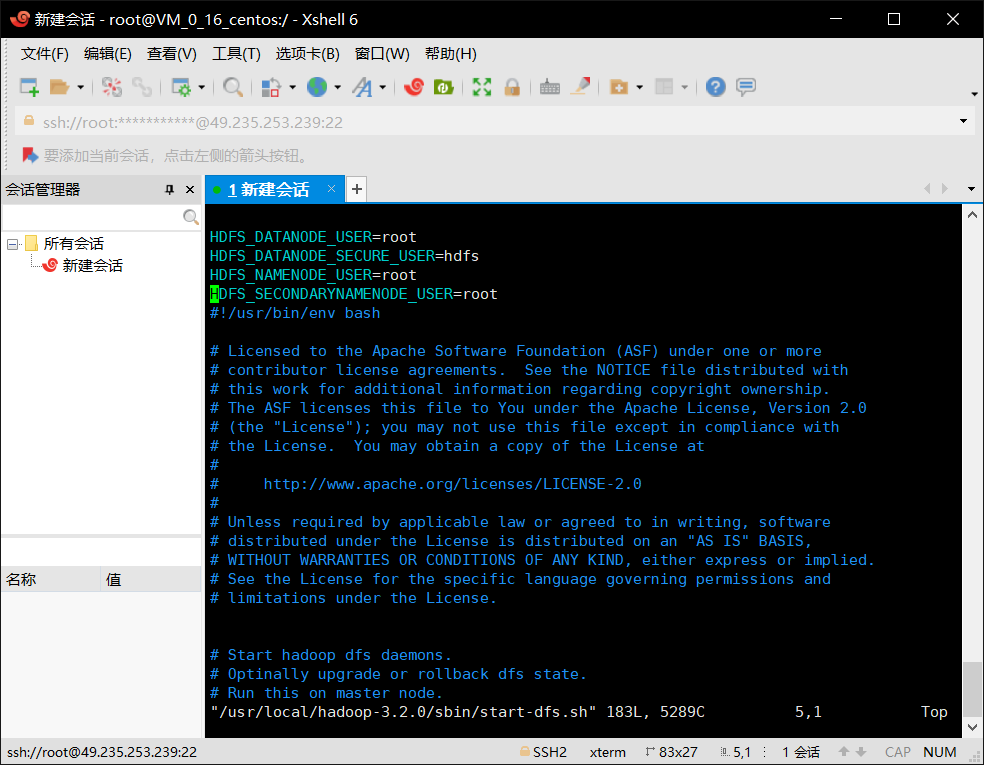 新建会话 - root@VM_0_16_centos:/ - Xshell 6
文件(F) 编辑(E) 查看(V) 工具(T) 选项卡(B) 窗口(W) 帮助(H)
ssh://root:***********@49.235.253.239:22
要添加当前会话，点击左侧的箭头按钮。
会话管理器
1 新建会话
所有会话
新建会话
名称 值
HDFS_DATANODE_USER=root
HDFS_DATANODE_SECURE_USER=hdfs
HDFS_NAMENODE_USER=root
HDFS_SECONDARYNAMENODE_USER=root
#!/usr/bin/env bash
# Licensed to the Apache Software Foundation (ASF) under one or more
# contributor license agreements.  See the NOTICE file distributed with
# this work for additional information regarding copyright ownership.
# The ASF licenses this file to You under the Apache License, Version 2.0
# (the "License"); you may not use this file except in compliance with
# the License.  You may obtain a copy of the License at
#
#     http://www.apache.org/licenses/LICENSE-2.0
#
# Unless required by applicable law or agreed to in writing, software
# distributed under the License is distributed on an "AS IS" BASIS,
# WITHOUT WARRANTIES OR CONDITIONS OF ANY KIND, either express or implied.
# See the License for the specific language governing permissions and
# limitations under the License.
# Start hadoop dfs daemons.
# Optinally upgrade or rollback dfs state.
# Run this on master node.
"/usr/local/hadoop-3.2.0/sbin/start-dfs.sh" 183L, 5289C 5,1 Top
ssh://root@49.235.253.239:22 SSH2 xterm 83x27 5,1 1 会话 CAP NUM